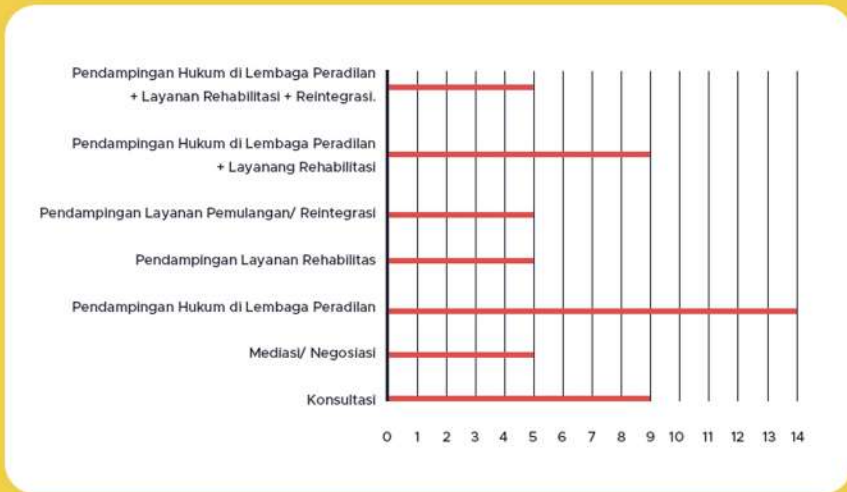 Pendampingan Hukum di Lembaga Peradilan
+ Layanan Rehabilitasi + Reintegrasi.
Pendampingan Hukum di Lembaga Peradilan
+ Layanang Rehabilitasi
Pendampingan Layanan Pemulangan/ Reintegrasi
Pendampingan Layanan Rehabilitas
Pendampingan Hukum di Lembaga Peradilan
Mediasi/ Negosiasi
Konsultasi
0 1 2 3 4 5 6 7 8 9 10 11 12 13 14